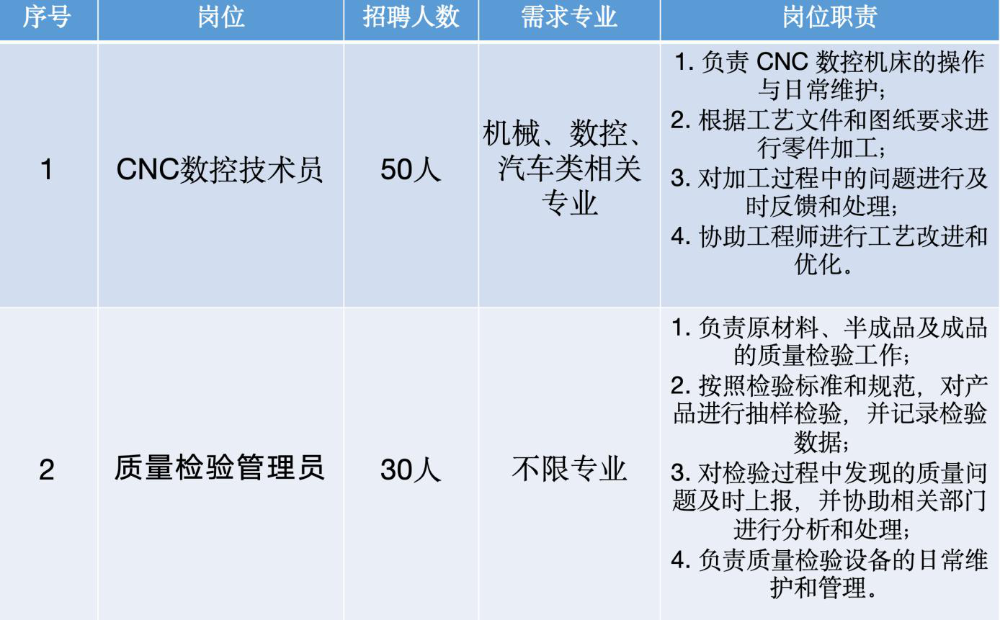 序号 岗位 招聘人数 需求专业 岗位职责
1
CNC数控技术员
50人
机械、数控、
汽车类相关
专业
1. 负责 CNC 数控机床的操作
与日常维护；
2. 根据工艺文件和图纸要求进
行零件加工；
3. 对加工过程中的问题进行及
时反馈和处理；
4. 协助工程师进行工艺改进和
优化。
2
质量检验管理员
30人
不限专业
1. 负责原材料、半成品及成品
的质量检验工作；
2. 按照检验标准和规范，对产
品进行抽样检验，并记录检验
数据；
3. 对检验过程中发现的质量问
题及时上报，并协助相关部门
进行分析和处理；
4. 负责质量检验设备的日常维
护和管理。